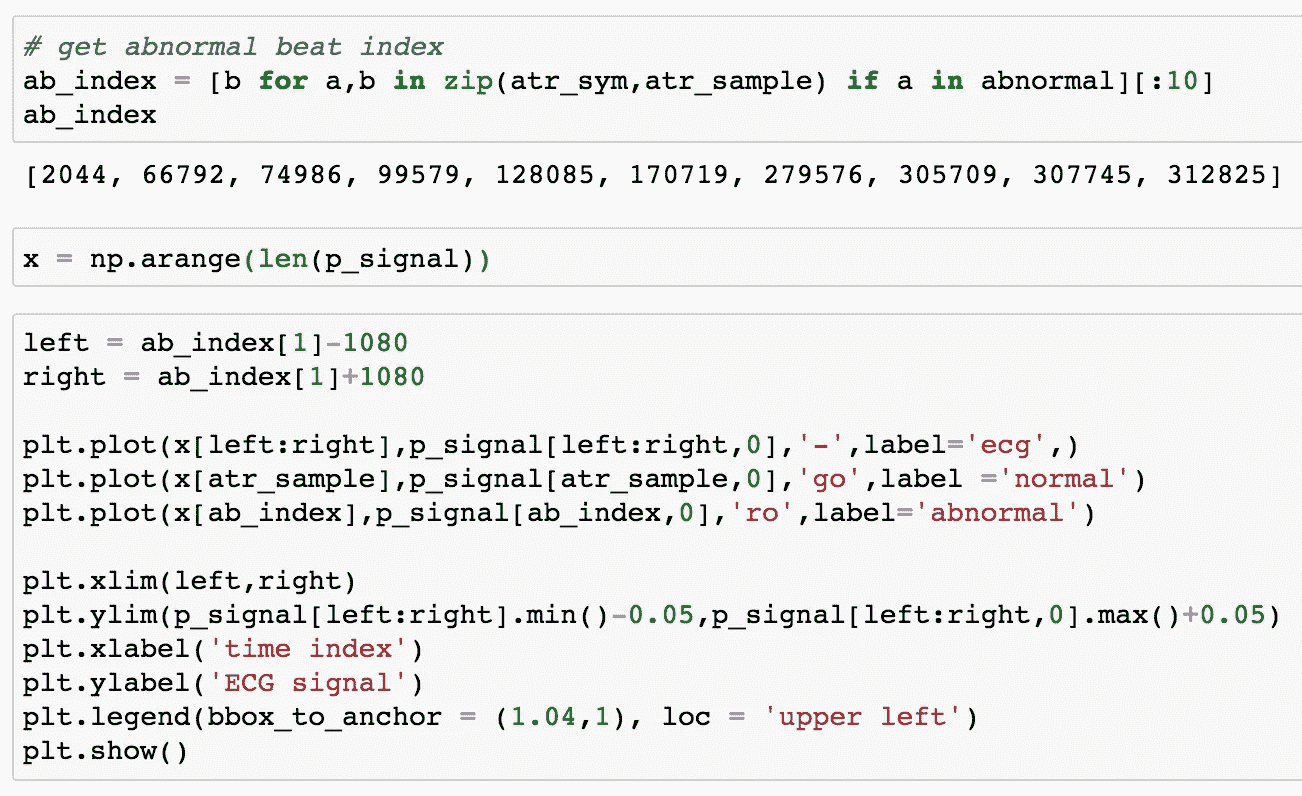 # get abnormal beat index
ab_index = [b for a,b in zip(atr_sym,atr_sample) if a in abnormal][:10]
ab_index
[2044, 66792, 74986, 99579, 128085, 170719, 279576, 305709, 307745, 312825]
x = np.arange(len(p_signal))
left = ab_index[1]-1080
right = ab_index[1]+1080
plt.plot(x[left:right],p_signal[left:right,0],'-',label='ecg',)
plt.plot(x[atr_sample],p_signal[atr_sample,0],'go',label ='normal')
plt.plot(x[ab_index],p_signal[ab_index,0],'ro',label='abnormal')
plt.xlim(left,right)
plt.ylim(p_signal[left:right].min()-0.05,p_signal[left:right,0].max()+0.05)
plt.xlabel('time index')
plt.ylabel('ECG signal')
plt.legend(bbox_to_anchor = (1.04,1), loc = 'upper left')
plt.show()